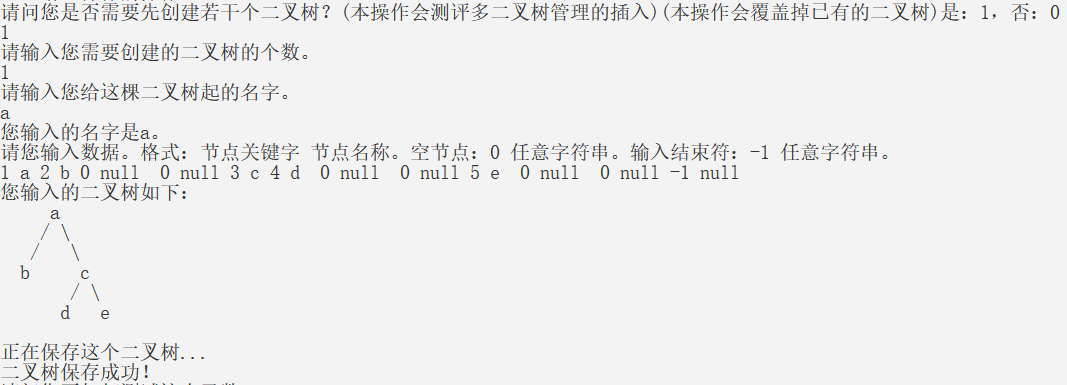 请问您是否需要先创建若干个二叉树？(本操作会测评多二叉树管理的插入)(本操作会覆盖掉已有的二叉树)是：1，否：0
1
请输入您需要创建的二叉树的个数。
1
请输入您给这棵二叉树起的名字。
a
您输入的名字是a。
请您输入数据。格式：节点关键字 节点名称。空节点：0 任意字符串。输入结束符：-1 任意字符串。
1 a 2 b 0 null  0 null 3 c 4 d  0 null  0 null 5 e  0 null  0 null -1 null
您输入的二叉树如下：
     a
    / \
   /   \
  b     c
       / \
      d   e
正在保存这个二叉树...
二叉树保存成功！